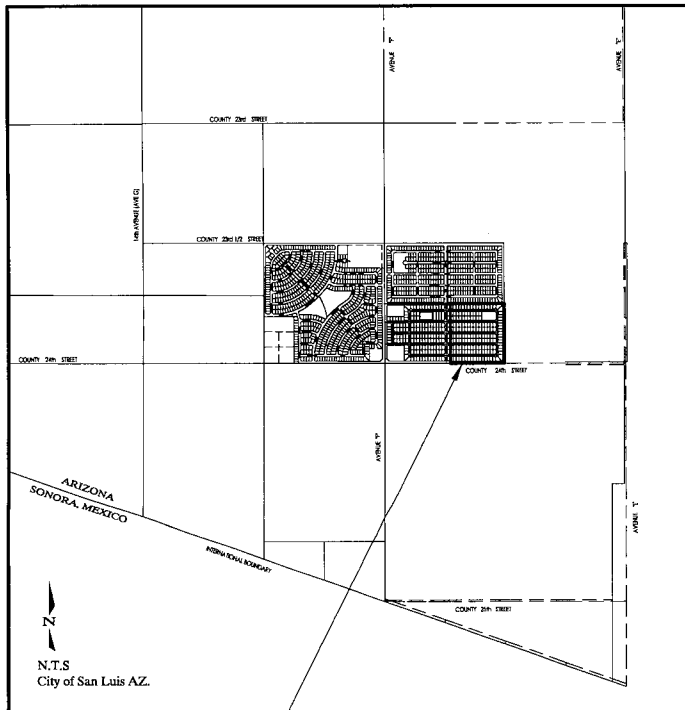 AVENUE "F"
AVENUE "E"
COUNTY 23rd STREET
14th AVENUE (AVE G)
COUNTY 23rd 1/2 STREET
COUNTY 24th STREET
COUNTY 24th STREET
AVENUE "F"
ARIZONA
SONORA, MEXICO
AVENUE "E"
INTERNATIONAL BOUNDARY
COUNTY 25th STREET
N
N.T.S
City of San Luis AZ.